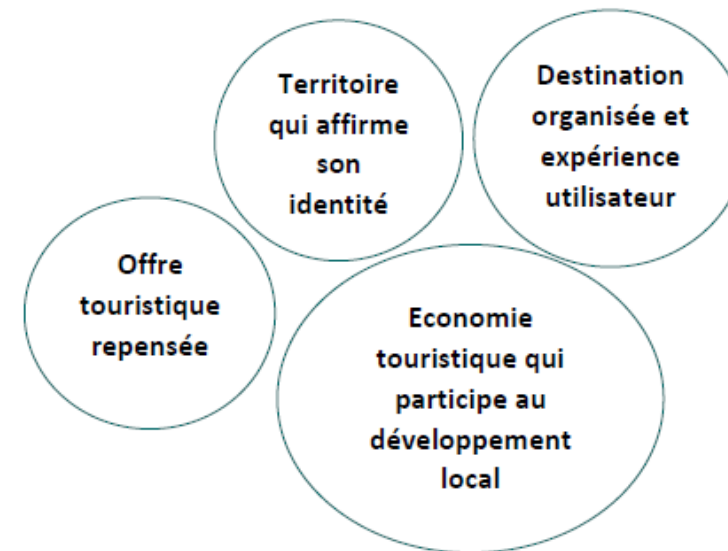 Territoire
qui affirme
son
identité
Destination
organisée et
expérience
utilisateur
Offre
touristique
repensée
Economie
touristique qui
participe au
développement
local